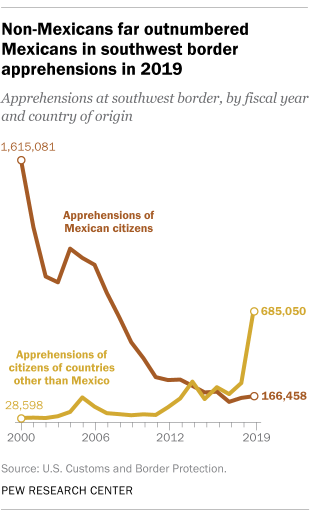 Non-Mexicans far outnumbered
Mexicans in southwest border
apprehensions in 2019
Apprehensions at southwest border, by fiscal year
and country of origin
1,615,081
Apprehensions of
Mexican citizens
685,050
Apprehensions of
citizens of countries
other than Mexico
166,458
28,598
2000
2006
2012
2019
Source: U.S. Customs and Border Protection.
PEW RESEARCH CENTER